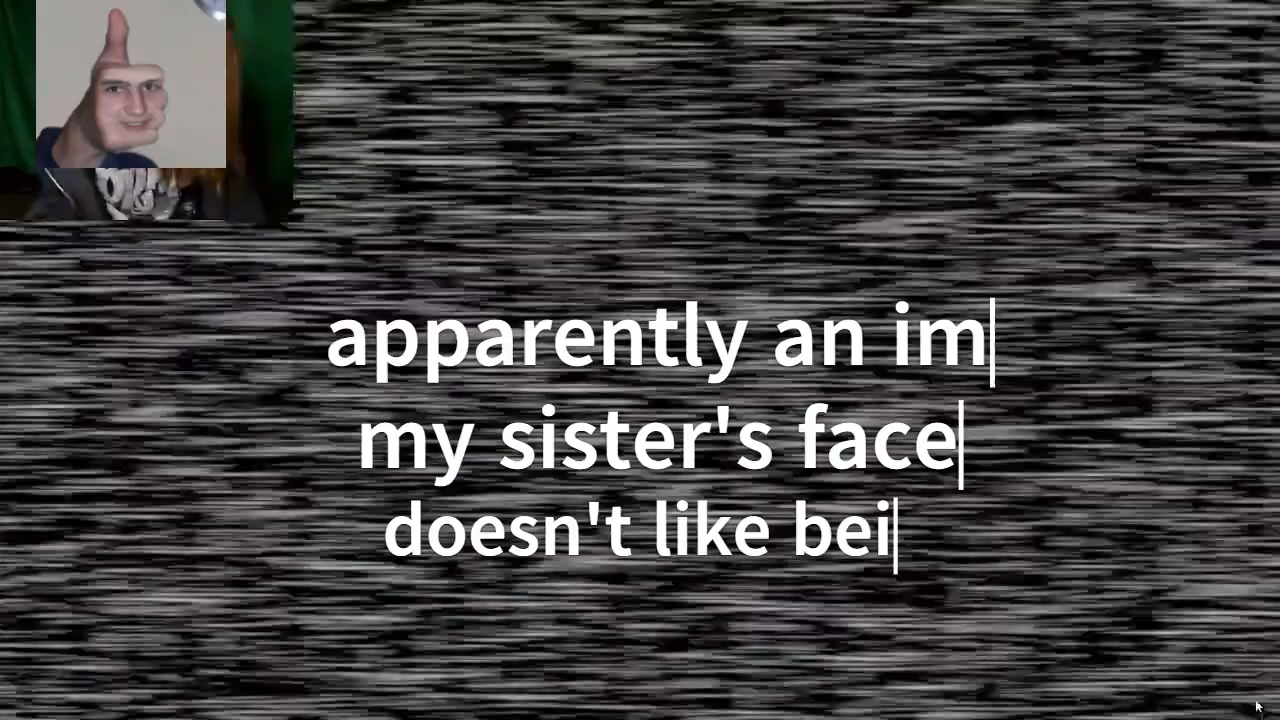 apparently an im
my sister's face
doesn't like bei